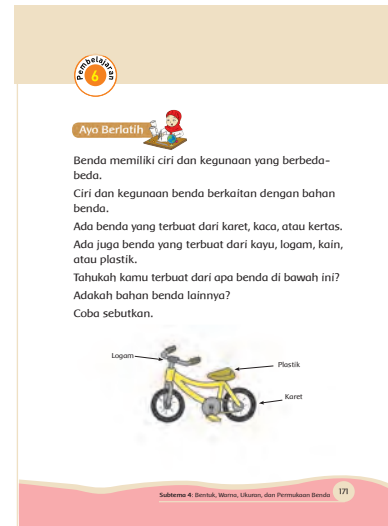 Pembelajaran
6
Ayo Berlatih
Benda memiliki ciri dan kegunaan yang berbeda-
beda.
Ciri dan kegunaan benda berkaitan dengan bahan
benda.
Ada benda yang terbuat dari karet, kaca, atau kertas.
Ada juga benda yang terbuat dari kayu, logam, kain,
atau plastik.
Tahukah kamu terbuat dari apa benda di bawah ini?
Adakah bahan benda lainnya?
Coba sebutkan.
Logam
Plastik
Karet
Subtema 4: Bentuk, Warna, Ukuran, dan Permukaan Benda
171